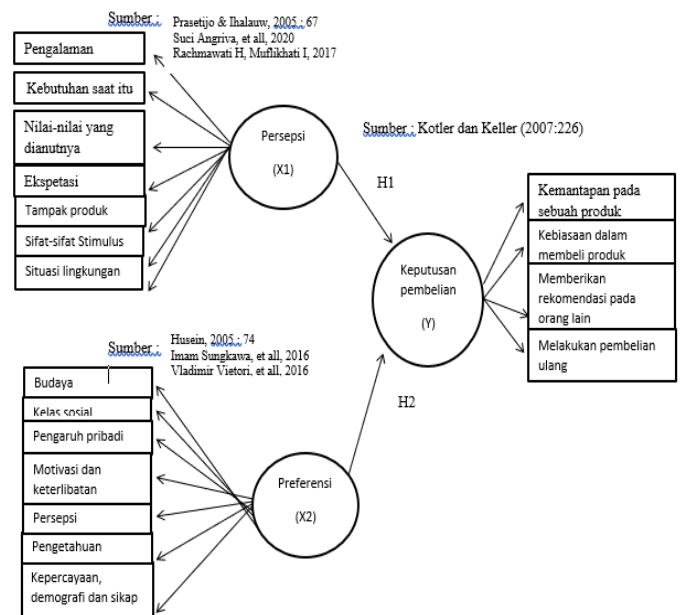 Sumber : Prasetijo & Ihalauw, 2005 : 67
Suci Angriva, et all, 2020
Rachmawati H, Muflikhati I, 2017
Pengalaman
Kebutuhan saat itu
Nilai-nilai yang
dianutnya
Ekspetasi
Tampak produk
Sifat-sifat Stimulus
Situasi lingkungan
Persepsi
(X1)
Sumber : Kotler dan Keller (2007:226)
H1
Keputusan
pembelian
(Y)
Kemantapan pada
sebuah produk
Kebiasaan dalam
membeli produk
Memberikan
rekomendasi pada
orang lain
Melakukan pembelian
ulang
Sumber : Husein, 2005 : 74
Imam Sungkawa, et all, 2016
Vladimir Vietori, et all, 2016
Budaya
Kelas sosial
Pengaruh pribadi
Motivasi dan
keterlibatan
Persepsi
Pengetahuan
Kepercayaan,
demografi dan sikap
Preferensi
(X2)
H2